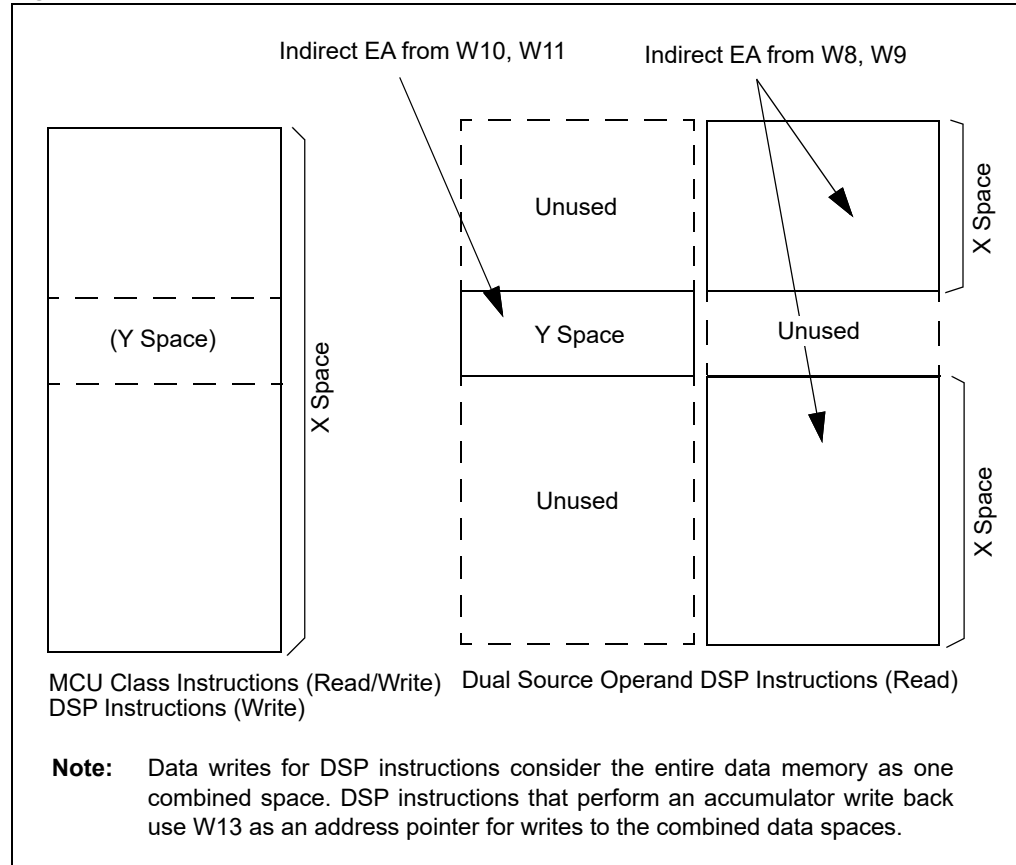 Indirect EA from W10, W11
Indirect EA from W8, W9
Unused
X Space
(Y Space)
X Space
Y Space
Unused
Unused
X Space
MCU Class Instructions (Read/Write)
DSP Instructions (Write)
Dual Source Operand DSP Instructions (Read)
Note: Data writes for DSP instructions consider the entire data memory as one
combined space. DSP instructions that perform an accumulator write back
use W13 as an address pointer for writes to the combined data spaces.